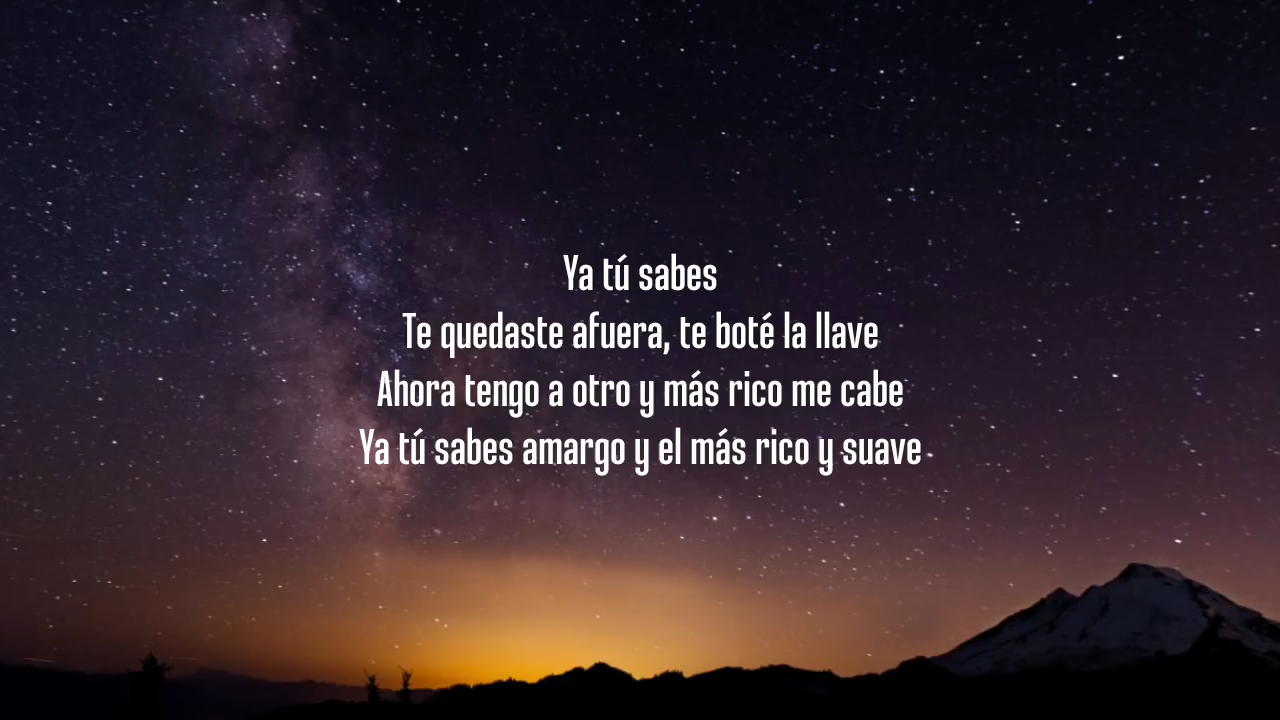 Ya tú sabes
Te quedaste afuera, te boté la llave
Ahora tengo a otro y más rico me cabe
Ya tú sabes amargo y el más rico y suave